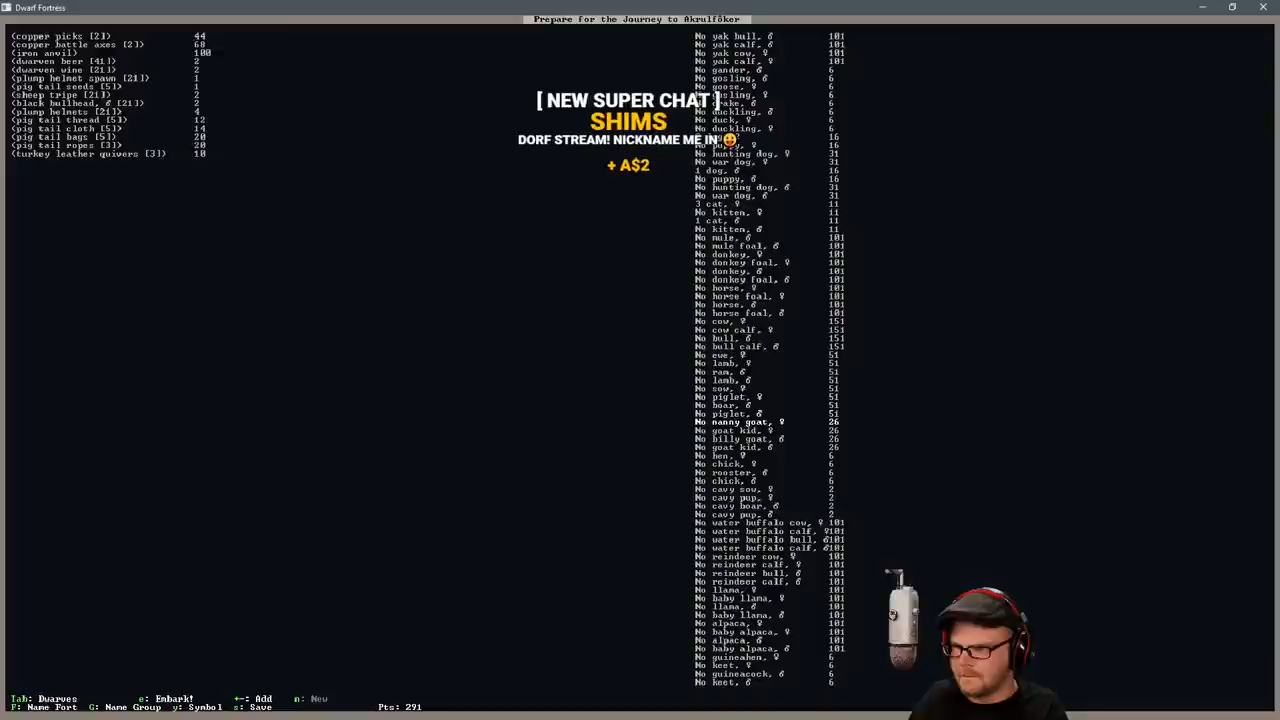 Dwarf Fortress
Prepare for the Journey to Akrulfôker
(copper picks [2]) 44
(copper battle axes [2]) 68
(iron anvil) 100
(dwarven beer [41]) 2
(dwarven wine [21]) 2
(plump helmet spawn [21]) 1
(pig tail seeds [5]) 1
(sheep tripe [21]) 2
(black bullhead, ♂ [21]) 2
(plump helmets [21]) 4
(pig tail thread [5]) 12
(pig tail cloth [5]) 14
(pig tail bags [5]) 20
(pig tail ropes [3]) 20
(turkey leather quivers [3]) 10
[ NEW SUPER CHAT ]
SHIMS
DORF STREAM! NICKNAME ME IN 😛
+ A$2
No yak bull, ♂ 101
No yak calf, ♂ 101
No yak cow, ♀ 101
No yak calf, ♀ 101
No gander, ♂ 6
No gosling, ♂ 6
No goose, ♀ 6
gosling, ♀ 6
drake, ♂ 6
duckling, ♂ 6
No duck, ♀ 6
No duckling, ♀ 6
16
No puppy, ♀ 16
No hunting dog, ♀ 31
No war dog, ♀ 31
1 dog, ♂ 16
No puppy, ♂ 16
No hunting dog, ♂ 31
No war dog, ♂ 31
3 cat, ♀ 11
No kitten, ♀ 11
1 cat, ♂ 11
No kitten, ♂ 11
No mule, ♂ 101
No mule foal, ♂ 101
No donkey, ♀ 101
No donkey foal, ♀ 101
No donkey, ♂ 101
No donkey foal, ♂ 101
No horse, ♀ 101
No horse foal, ♀ 101
No horse, ♂ 101
No horse foal, ♂ 101
No cow, ♀ 151
No cow calf, ♀ 151
No bull, ♂ 151
No bull calf, ♂ 151
No ewe, ♀ 51
No lamb, ♀ 51
No ram, ♂ 51
No lamb, ♂ 51
No sow, ♀ 51
No piglet, ♀ 51
No boar, ♂ 51
No piglet, ♂ 51
No nanny goat, ♀ 26
No goat kid, ♀ 26
No billy goat, ♂ 26
No goat kid, ♂ 26
No hen, ♀ 6
No chick, ♀ 6
No rooster, ♂ 6
No chick, ♂ 6
No cavy sow, ♀ 2
No cavy pup, ♀ 2
No cavy boar, ♂ 2
No cavy pup, ♂ 2
No water buffalo cow, ♀ 101
No water buffalo calf, ♀101
No water buffalo bull, ♂101
No water buffalo calf, ♂101
No reindeer cow, ♀ 101
No reindeer calf, ♀ 101
No reindeer bull, ♂ 101
No reindeer calf, ♂ 101
No llama, ♀ 101
No baby llama, ♀ 101
No llama, ♂ 101
No baby llama, ♂ 101
No alpaca, ♀ 101
No baby alpaca, ♀ 101
No alpaca, ♂ 101
No baby alpaca, ♂ 101
No guineahen, ♀ 6
No keet, ♀ 6
No guineacock, ♂ 6
No keet, ♂ 6
Tab: Dwarves e: Embark! +-: Add n: New
F: Name Fort G: Name Group y: Symbol s: Save Pts: 291